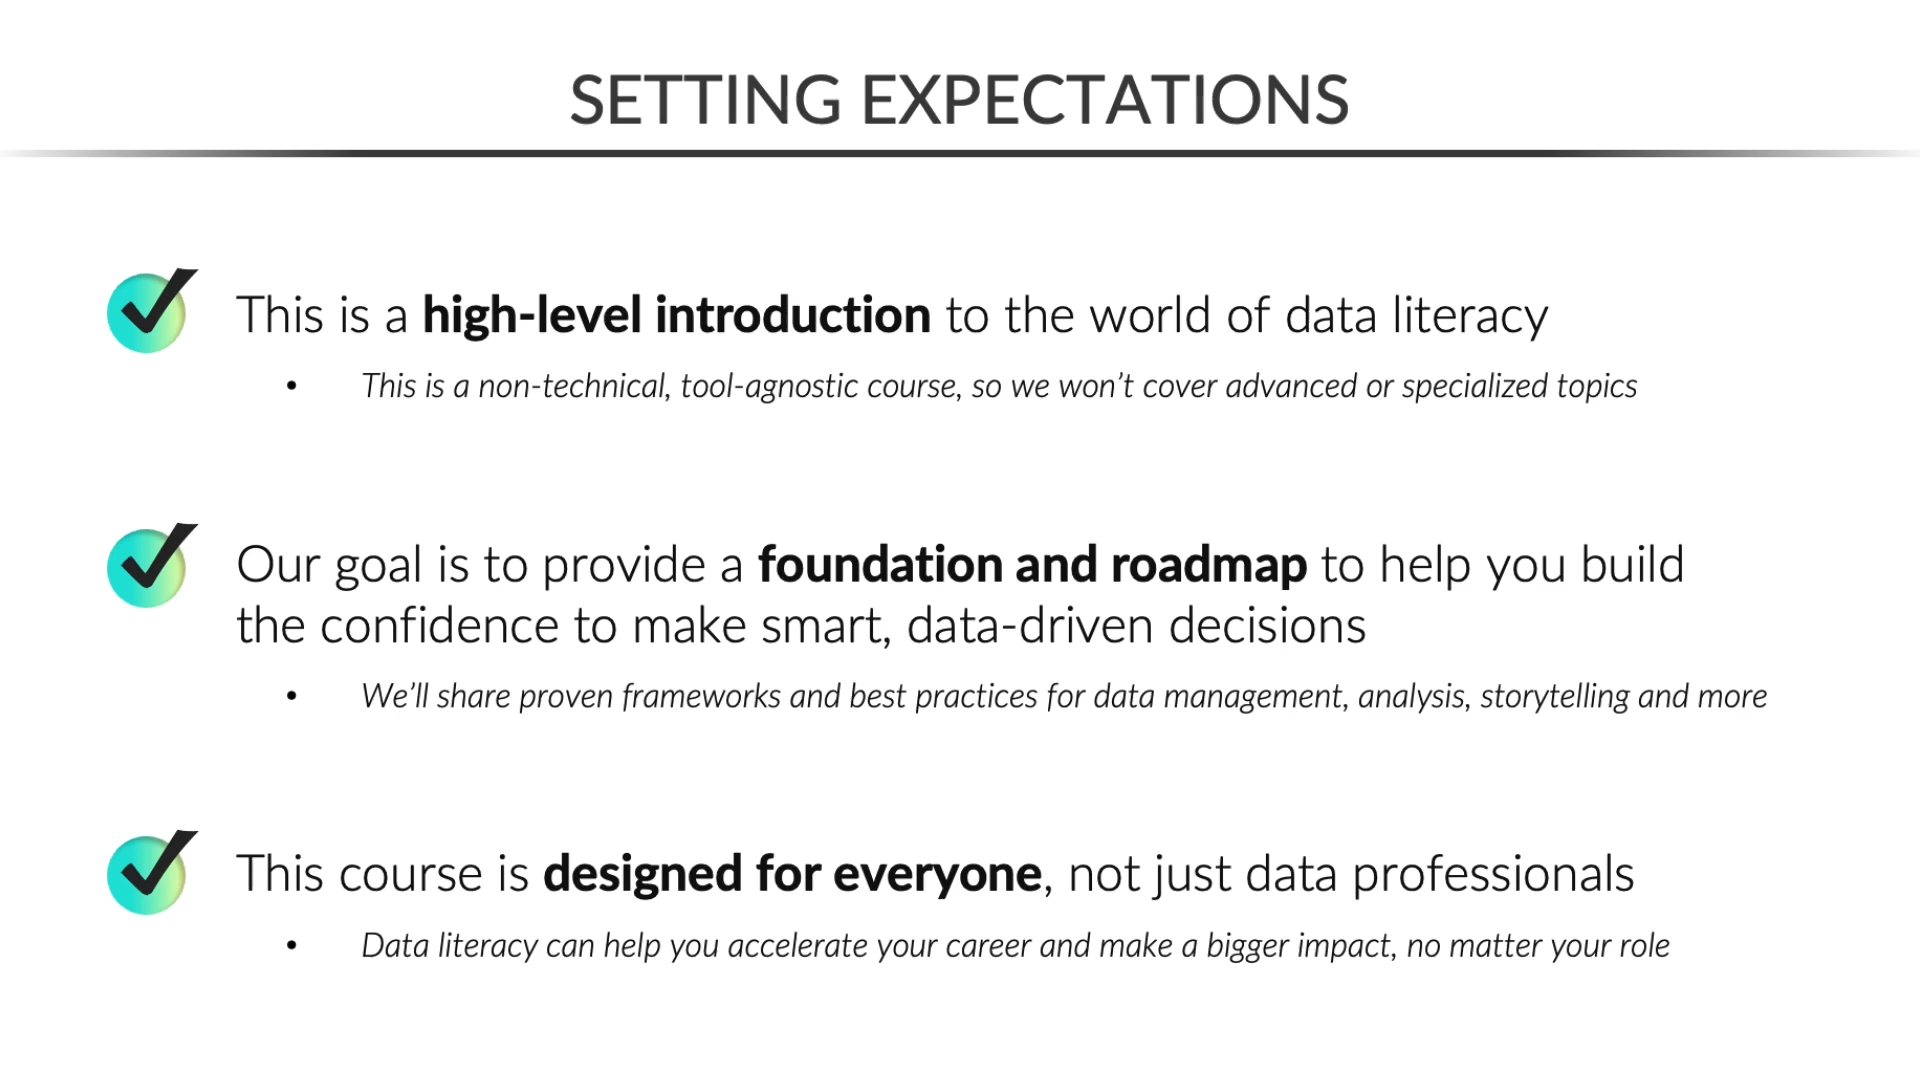 SETTING EXPECTATIONS
This is a high-level introduction to the world of data literacy
• This is a non-technical, tool-agnostic course, so we won’t cover advanced or specialized topics
Our goal is to provide a foundation and roadmap to help you build
the confidence to make smart, data-driven decisions
• We’ll share proven frameworks and best practices for data management, analysis, storytelling and more
This course is designed for everyone, not just data professionals
• Data literacy can help you accelerate your career and make a bigger impact, no matter your role